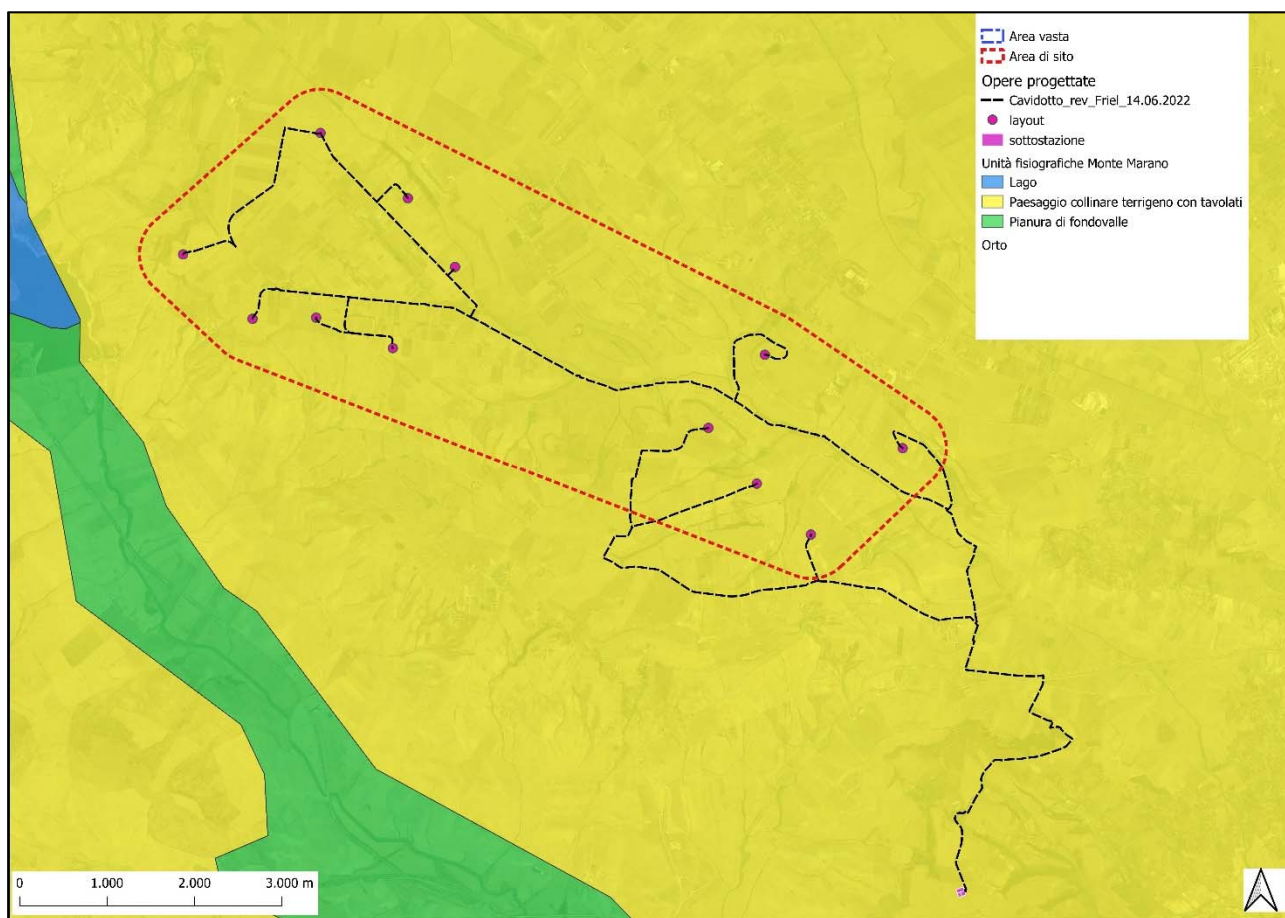 Area vasta
Area di sito
Opere progettate
Cavidotto_rev_Friel_14.06.2022
layout
sottostazione
Unità fisiografiche Monte Marano
Lago
Paesaggio collinare terrigeno con tavolati
Pianura di fondovalle
Orto
0 1.000 2.000 3.000 m